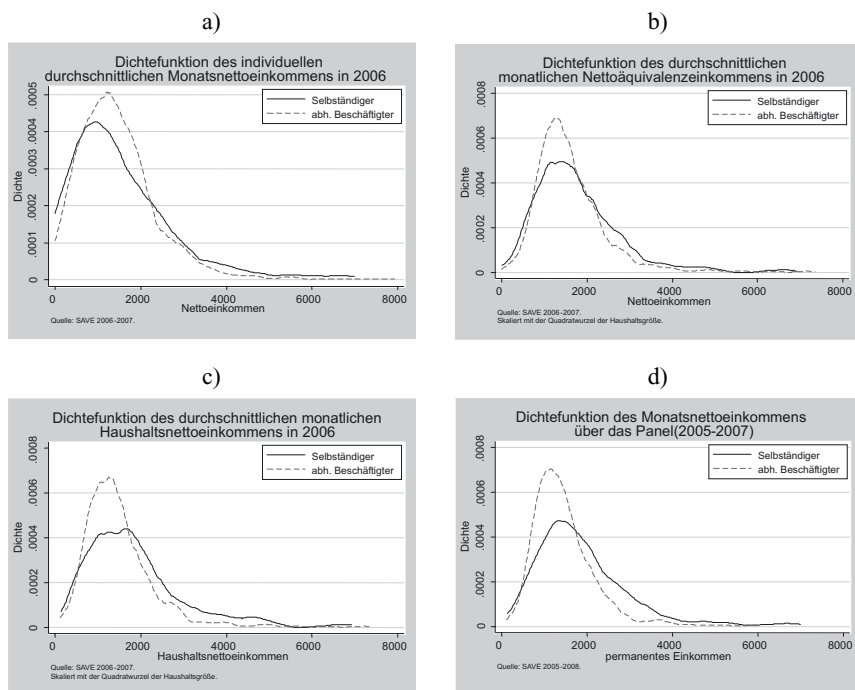 a)
Dichtefunktion des individuellen
durchschnittlichen Monatsnettoeinkommens in 2006
Selbständiger
abh. Beschäftigter
Dichte
0 .0001 .0002 .0003 .0004 .0005
0 2000 4000 6000 8000
Nettoeinkommen
Quelle: SAVE 2006-2007.
b)
Dichtefunktion des durchschnittlichen
monatlichen Nettoäquivalenzeinkommens in 2006
Selbständiger
abh. Beschäftigter
Dichte
0 .0002 .0004 .0006 .0008
0 2000 4000 6000 8000
Nettoeinkommen
Quelle: SAVE 2006-2007.
Skaliert mit der Quadratwurzel der Haushaltsgröße.
c)
Dichtefunktion des durchschnittlichen monatlichen
Haushaltsnettoeinkommens in 2006
Selbständiger
abh. Beschäftigter
Dichte
0 .0002 .0004 .0006 .0008
0 2000 4000 6000 8000
Haushaltsnettoeinkommen
Quelle: SAVE 2006-2007.
Skaliert mit der Quadratwurzel der Haushaltsgröße.
d)
Dichtefunktion des Monatsnettoeinkommens
über das Panel(2005-2007)
Selbständiger
abh. Beschäftigter
Dichte
0 .0002 .0004 .0006 .0008
0 2000 4000 6000 8000
permanentes Einkommen
Quelle: SAVE 2005-2008.